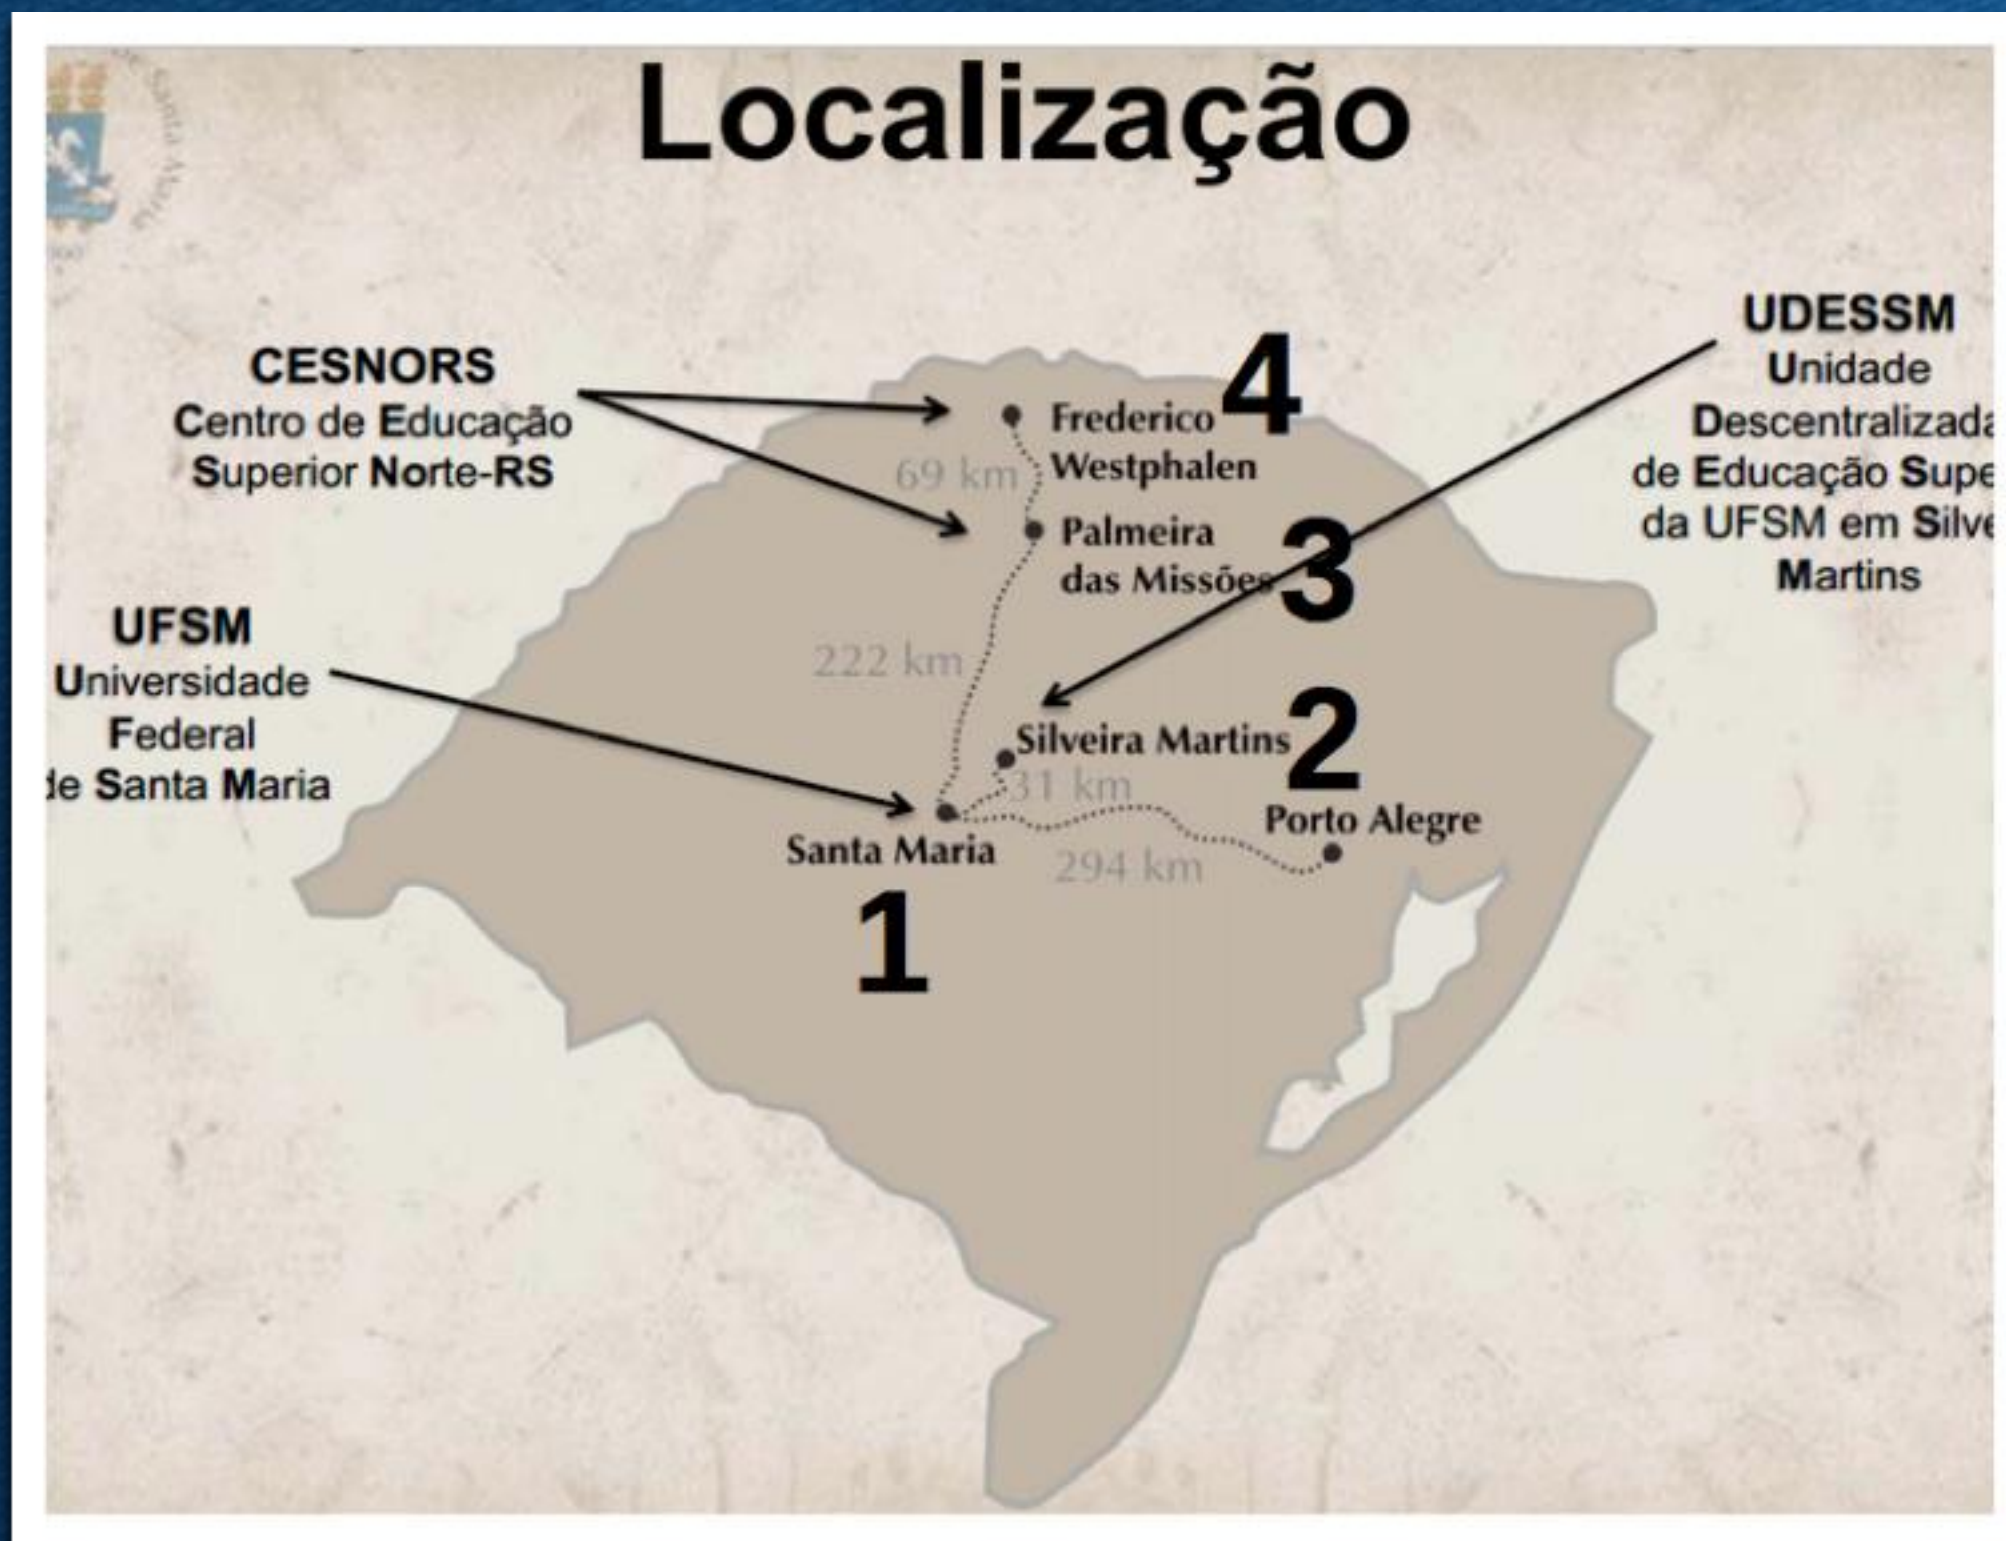 Localização
CESNORS
Centro de Educação
Superior Norte-RS
UDESSM
Unidade
Descentralizada
de Educação Supe
da UFSM em Silve
Martins
UFSM
Universidade
Federal
de Santa Maria
Frederico 4
Westphalen
69 km
Palmeira
das Missões 3
222 km
Silveira Martins 2
31 km
Porto Alegre
Santa Maria
294 km
1